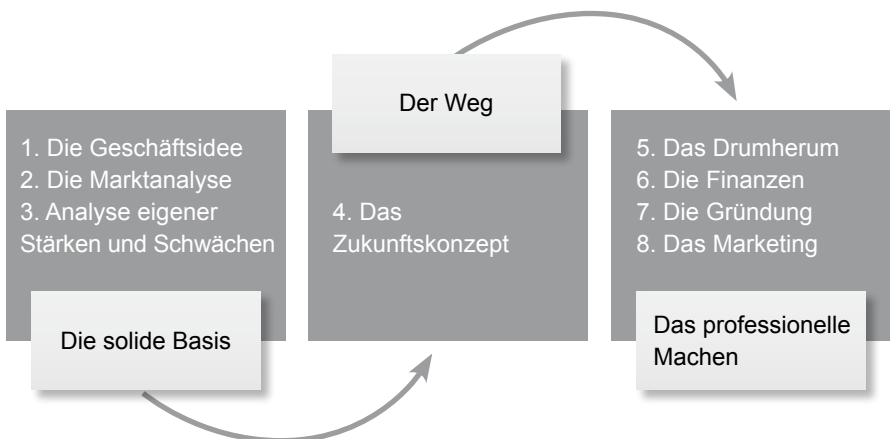 1. Die Geschäftsidee
2. Die Marktanalyse
3. Analyse eigener
Stärken und Schwächen
Die solide Basis
Der Weg
4. Das
Zukunftskonzept
5. Das Drumherum
6. Die Finanzen
7. Die Gründung
8. Das Marketing
Das professionelle
Machen